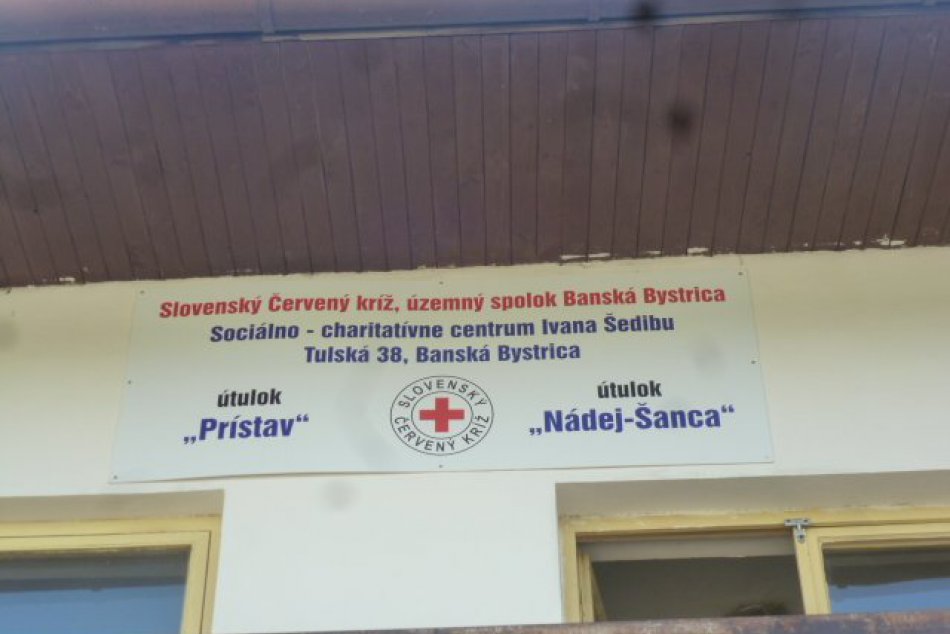 Slovenský Červený kríž, územný spolok Banská Bystrica
Sociálno - charitatívne centrum Ivana Šedibu
Tulská 38, Banská Bystrica
útulok
„Prístav“
SLOVENSKÝ
ČERVENÝ KRÍŽ
útulok
„Nádej-Šanca“